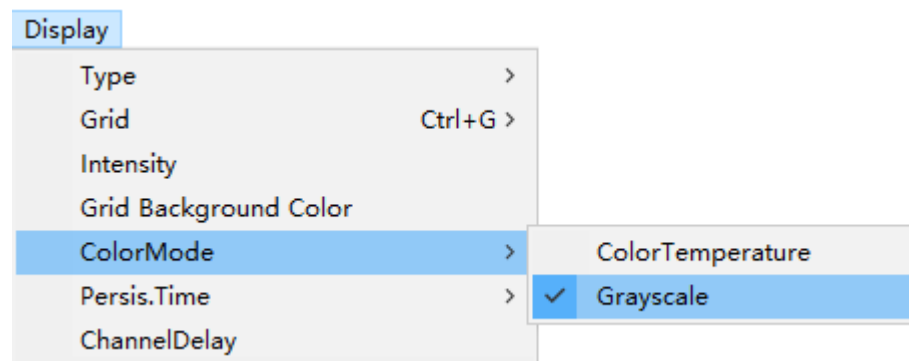 Display
Type
Grid Ctrl+G
Intensity
Grid Background Color
ColorMode
ColorTemperature
Persis.Time
Grayscale
ChannelDelay